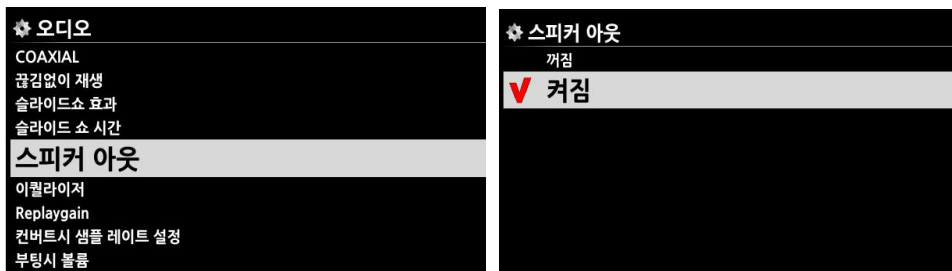 오디오
COAXIAL
끊김없이 재생
슬라이드쇼 효과
슬라이드 쇼 시간
스피커 아웃
이퀄라이저
Replaygain
컨버트시 샘플 레이트 설정
부팅시 볼륨
스피커 아웃
꺼짐
켜짐